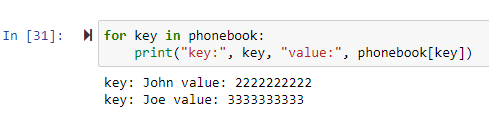 In [31]: for key in phonebook:
print("key:", key, "value:", phonebook[key])
key: John value: 2222222222
key: Joe value: 3333333333